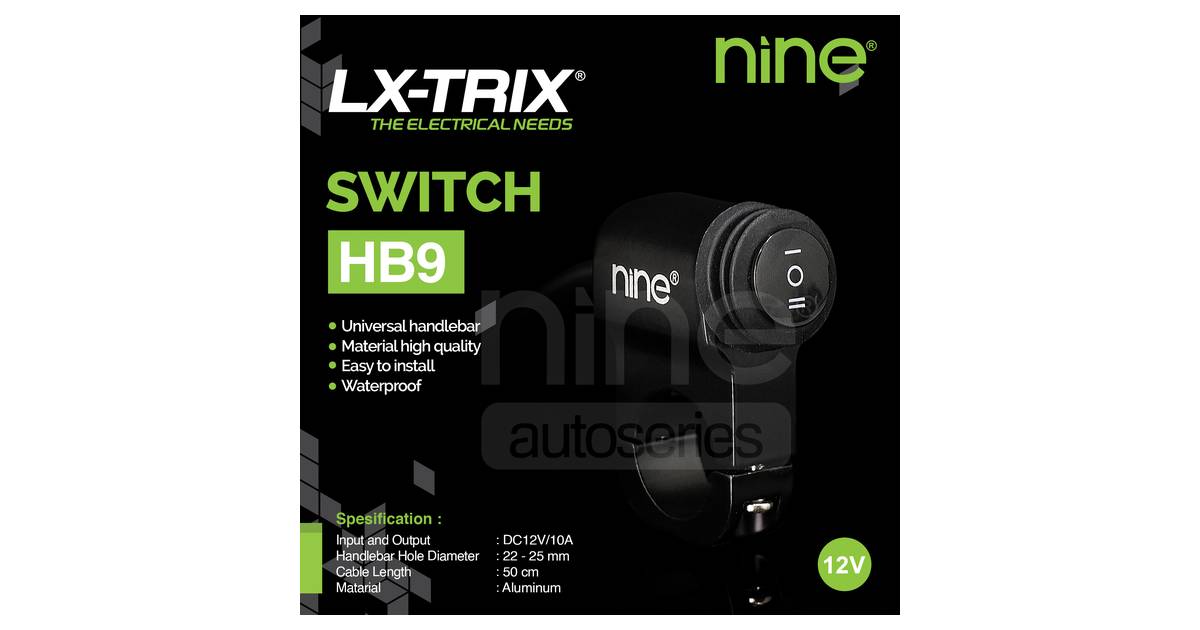 nine®
LX-TRIX®
THE ELECTRICAL NEEDS
SWITCH
HB9
Universal handlebar
Material high quality
Easy to install
Waterproof
nine®
I
O
II
nine®
autoseries
Spesification :
Input and Output : DC12V/10A
Handlebar Hole Diameter : 22 - 25 mm
Cable Length : 50 cm
Matarial : Aluminum
12V